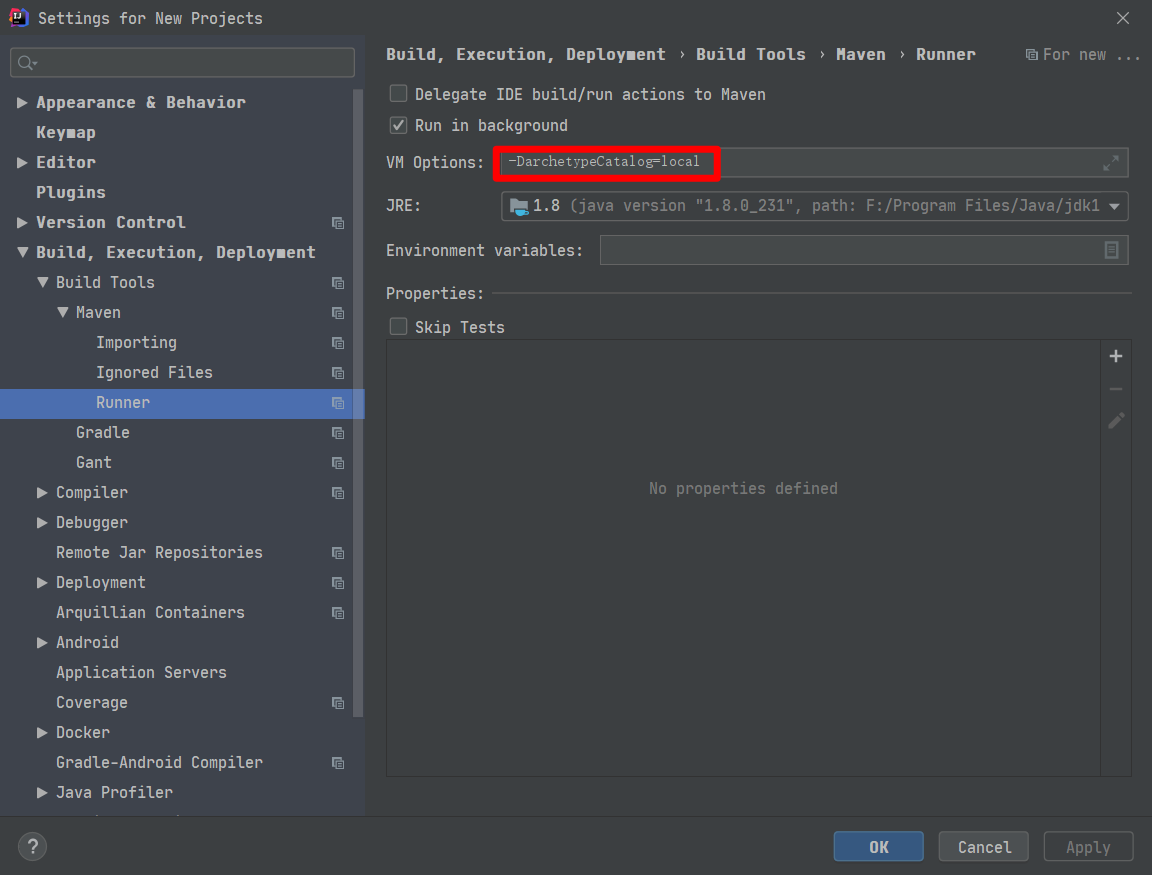 Settings for New Projects
Build, Execution, Deployment › Build Tools › Maven › Runner
For new ...
Appearance & Behavior
Keymap
Editor
Plugins
Version Control
Build, Execution, Deployment
Build Tools
Maven
Importing
Ignored Files
Runner
Gradle
Gant
Compiler
Debugger
Remote Jar Repositories
Deployment
Arquillian Containers
Android
Application Servers
Coverage
Docker
Gradle-Android Compiler
Java Profiler
Delegate IDE build/run actions to Maven
Run in background
VM Options: -DarchetypeCatalog=local
JRE: 1.8 (java version "1.8.0_231", path: F:/Program Files/Java/jdk1
Environment variables:
Properties:
Skip Tests
No properties defined
? OK Cancel Apply